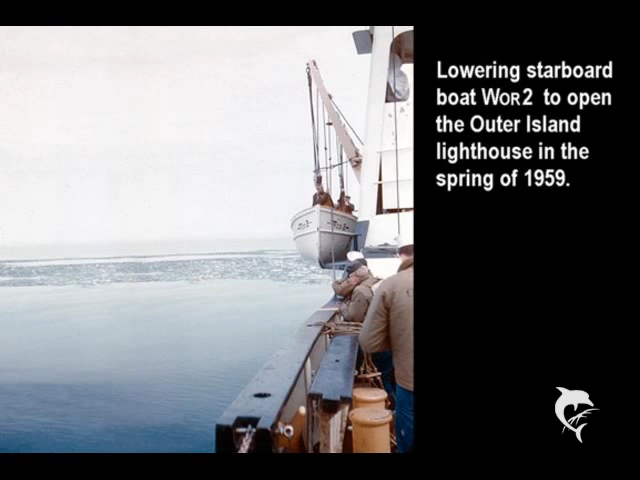 Lowering starboard
boat WOR2 to open
the Outer Island
lighthouse in the
spring of 1959.